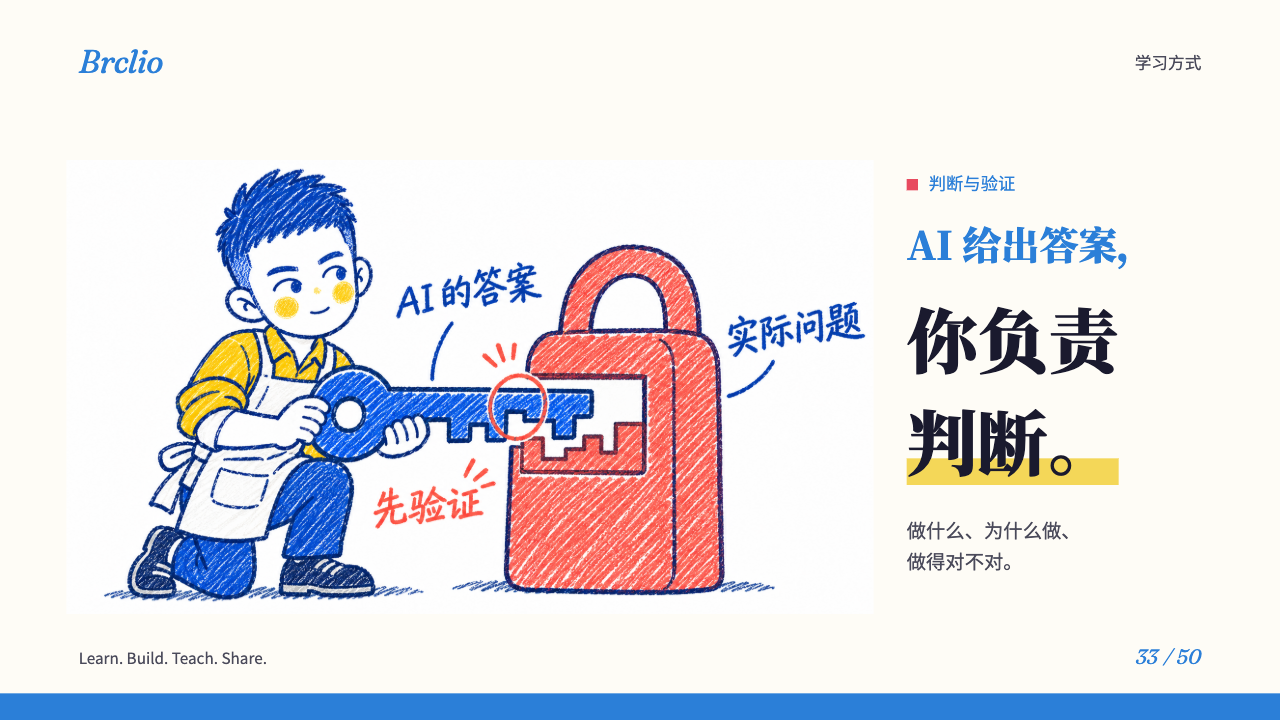 Brclio
学习方式
AI 的答案
实际问题
先验证
判断与验证
AI 给出答案,
你负责
判断。
做什么、为什么做、
做得对不对。
Learn. Build. Teach. Share.
33 / 50